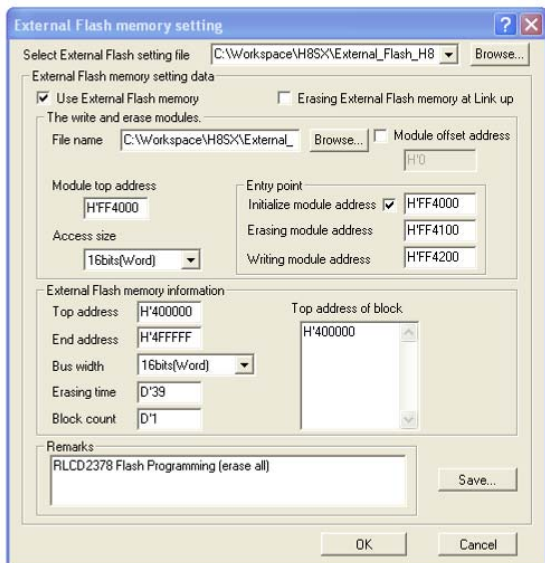 External Flash memory setting
Select External Flash setting file C:\Workspace\H8SX\External_Flash_H8 Browse...
External Flash memory setting data
Use External Flash memory Erasing External Flash memory at Link up
The write and erase modules.
File name C:\Workspace\H8SX\External_ Browse... Module offset address
H'0
Module top address
H'FF4000
Access size
16bits(Word)
Entry point
Initialize module address H'FF4000
Erasing module address H'FF4100
Writing module address H'FF4200
External Flash memory information
Top address H'400000
End address H'4FFFFF
Bus width 16bits(Word)
Erasing time D'39
Block count D'1
Top address of block
H'400000
Remarks
RLCD2378 Flash Programming (erase all)
Save...
OK Cancel